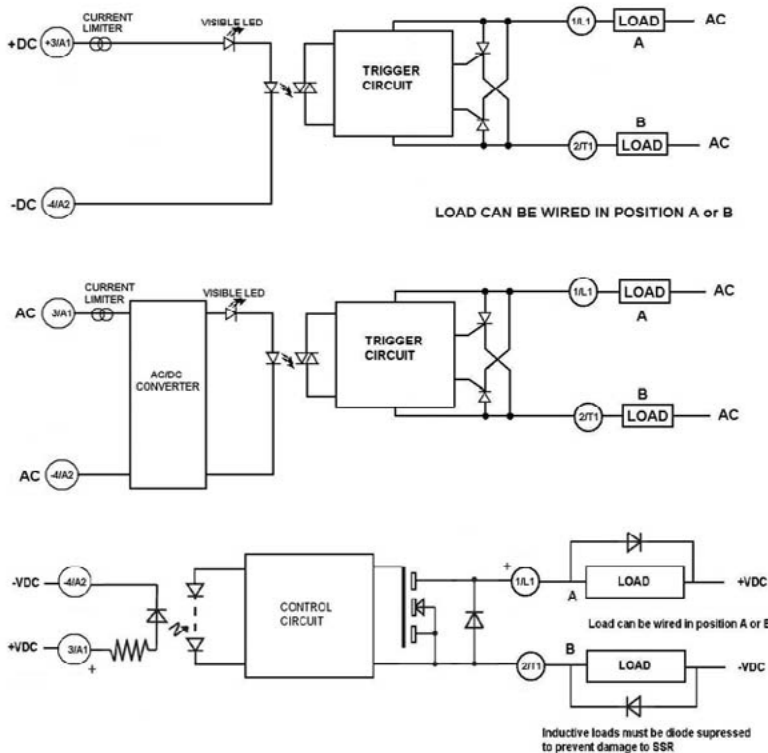 CURRENT
LIMITER
VISIBLE LED
+DC
+3/A1
TRIGGER
CIRCUIT
1/L1
LOAD
AC
A
B
2/T1
LOAD
AC
-DC
-4/A2
LOAD CAN BE WIRED IN POSITION A or B
CURRENT
LIMITER
VISIBLE LED
AC
3/A1
AC/DC
CONVERTER
TRIGGER
CIRCUIT
1/L1
LOAD
AC
A
B
2/T1
LOAD
AC
AC
-4/A2
-VDC
-4/A2
+VDC
3/A1
+
CONTROL
CIRCUIT
+
1/L1
LOAD
+VDC
A
Load can be wired in position A or B
B
2/T1
LOAD
-VDC
Inductive loads must be diode supressed
to prevent damage to SSR